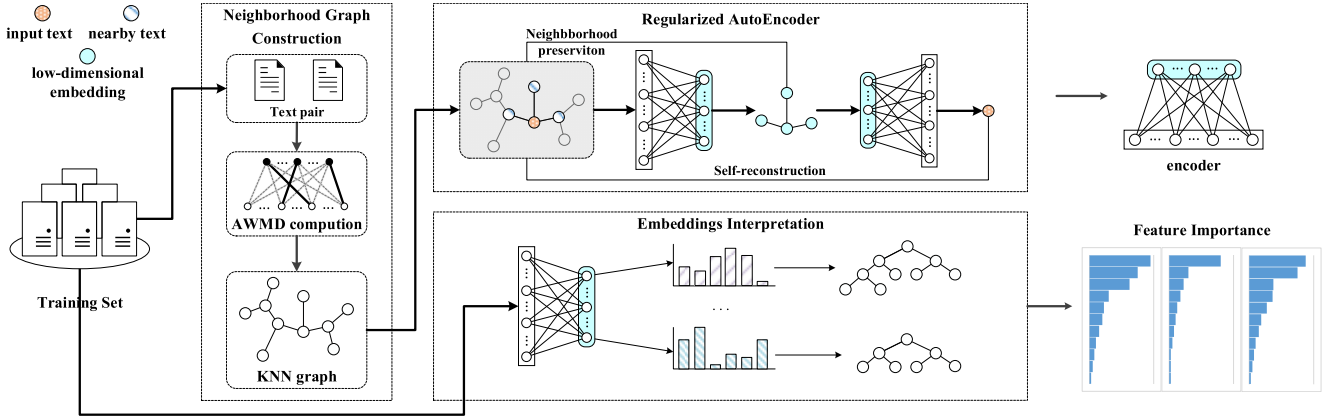 input text
nearby text
low-dimensional
embedding
Training Set
Neighborhood Graph
Construction
Text pair
AWMD compution
KNN graph
Regularized AutoEncoder
Neighbborhood
preserviton
Self-reconstruction
encoder
Embeddings Interpretation
Feature Importance